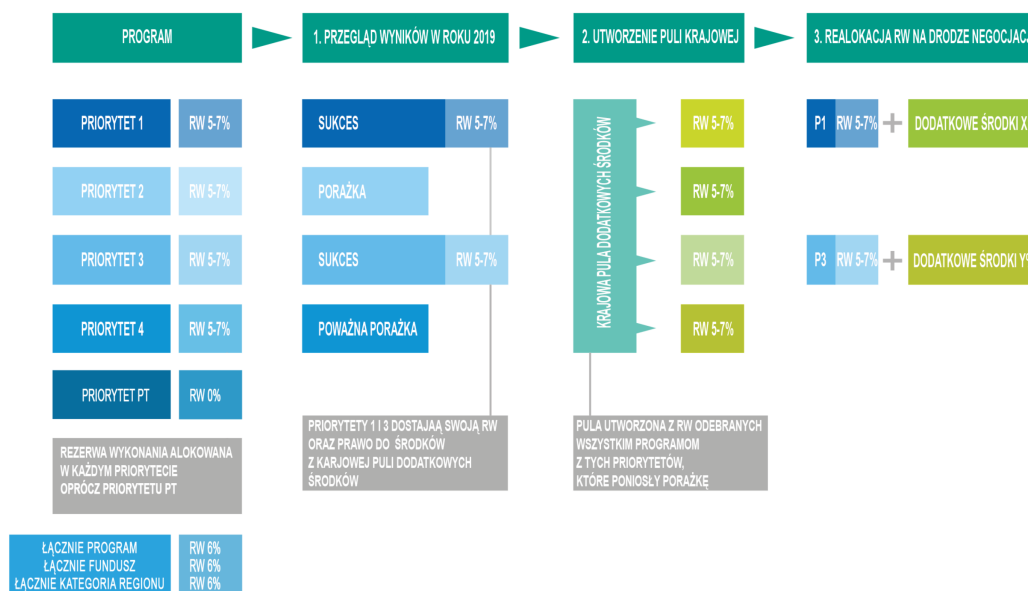 PROGRAM
1. PRZEGLĄD WYNIKÓW W ROKU 2019
2. UTWORZENIE PULI KRAJOWEJ
3. REALOKACJA RW NA DRODZE NEGOCJACJ
PRIORYTET 1
RW 5-7%
PRIORYTET 2
RW 5-7%
PRIORYTET 3
RW 5-7%
PRIORYTET 4
RW 5-7%
PRIORYTET PT
RW 0%
REZERWA WYKONANIA ALOKOWANA
W KAŻDYM PRIORYTECIE
OPRÓCZ PRIORYTETU PT
ŁĄCZNIE PROGRAM
RW 6%
ŁĄCZNIE FUNDUSZ
RW 6%
ŁĄCZNIE KATEGORIA REGIONU
RW 6%
SUKCES
RW 5-7%
PORAŻKA
SUKCES
RW 5-7%
POWAŻNA PORAŻKA
PRIORYTETY 1 I 3 DOSTAJAĄ SWOJĄ RW
ORAZ PRAWO DO ŚRODKÓW
Z KARJOWEJ PULI DODATKOWYCH
ŚRODKÓW
KRAJOWA PULA DODATKOWYCH ŚRODKÓW
RW 5-7%
RW 5-7%
RW 5-7%
RW 5-7%
PULA UTWORZONA Z RW ODEBRANYCH
WSZYSTKIM PROGRAMOM
Z TYCH PRIORYTETÓW,
KTÓRE PONIOSŁY PORAŻKĘ
P1
RW 5-7%
+
DODATKOWE ŚRODKI X
P3
RW 5-7%
+
DODATKOWE ŚRODKI Y